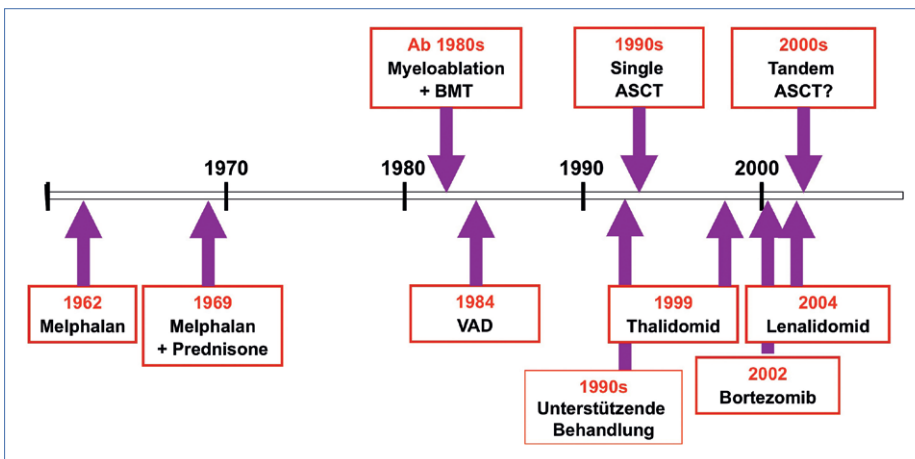 Ab 1980s
Myeloablation
+ BMT
1990s
Single
ASCT
2000s
Tandem
ASCT?
1970
1980
1990
2000
1962
Melphalan
1969
Melphalan
+ Prednisone
1984
VAD
1999
Thalidomid
2004
Lenalidomid
1990s
Unterstützende
Behandlung
2002
Bortezomib